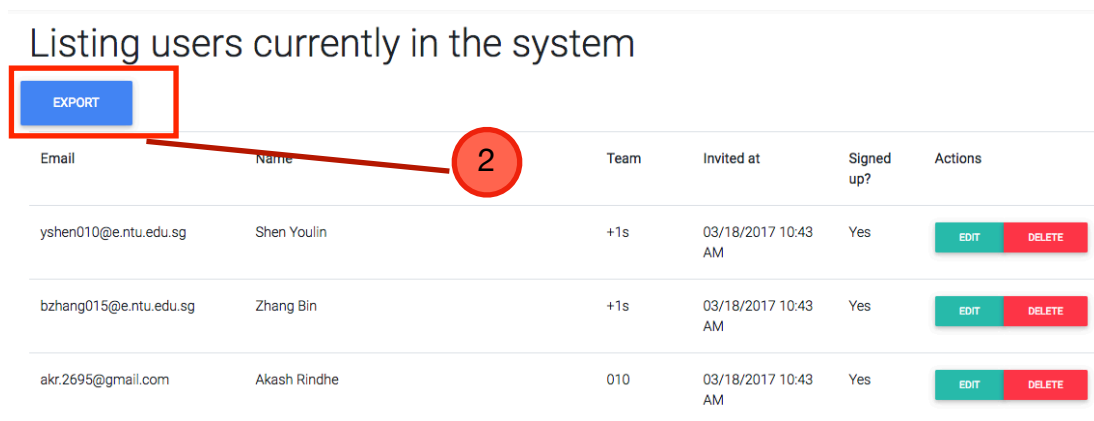 Listing users currently in the system
EXPORT
2
Email Name Team Invited at Signed up? Actions
yshen010@e.ntu.edu.sg Shen Youlin +1s 03/18/2017 10:43 AM Yes EDIT DELETE
bzhang015@e.ntu.edu.sg Zhang Bin +1s 03/18/2017 10:43 AM Yes EDIT DELETE
akr.2695@gmail.com Akash Rindhe 010 03/18/2017 10:43 AM Yes EDIT DELETE